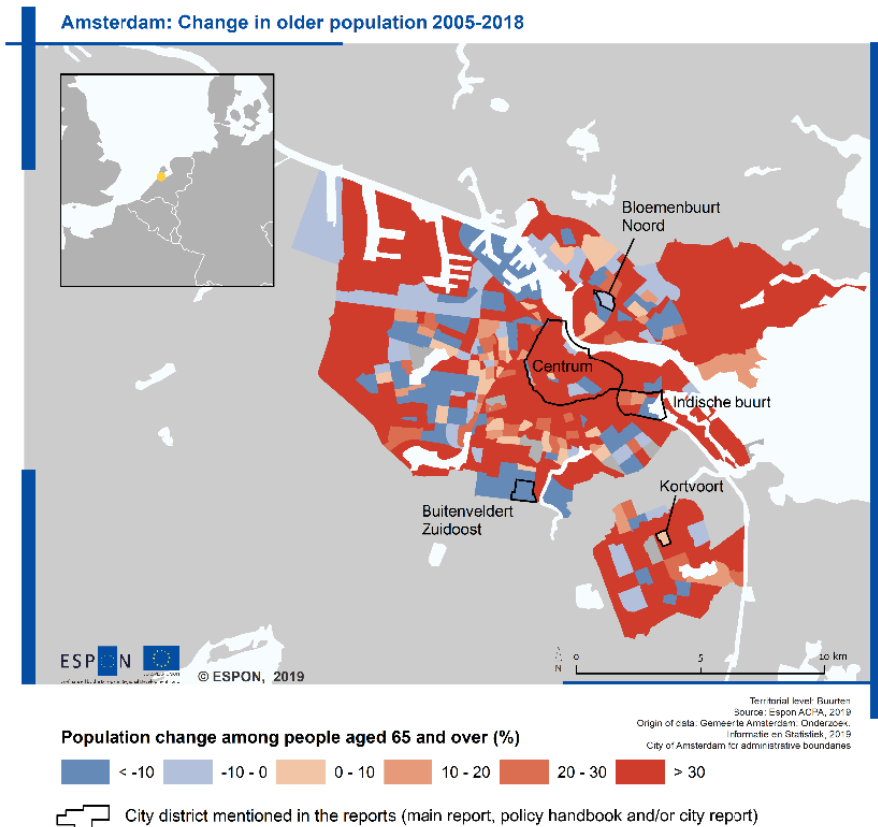 Amsterdam: Change in older population 2005-2018
Bloemenbuurt
Noord
Centrum
Indische buurt
Kortvoort
Buitenveldert
Zuidoost
N
0 5 10 km
ESPON
© ESPON, 2019
Territorial level: Buurten
Source: Espon ACPA, 2019
Origin of data: Gemeente Amsterdam: Onderzoek,
Informatie en Statistiek, 2019
City of Amsterdam for administrative boundaries
Population change among people aged 65 and over (%)
< -10 -10 - 0 0 - 10 10 - 20 20 - 30 > 30
City district mentioned in the reports (main report, policy handbook and/or city report)